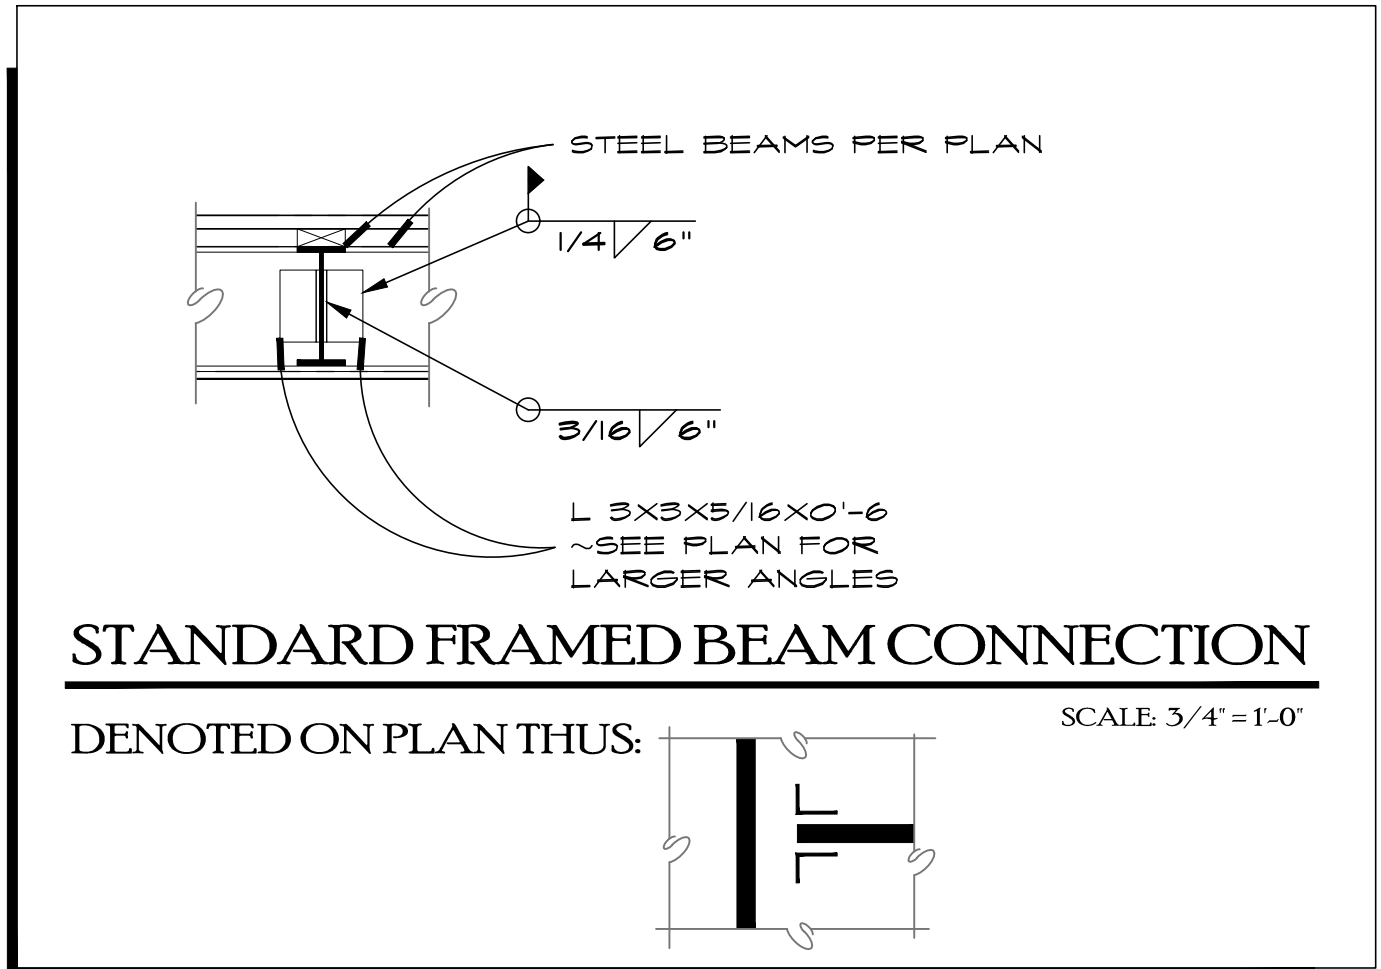 STEEL BEAMS PER PLAN
1/4 6"
3/16 6"
L 3X3X5/16X0'-6
~SEE PLAN FOR
LARGER ANGLES
STANDARD FRAMED BEAM CONNECTION
SCALE: 3/4" = 1'-0"
DENOTED ON PLAN THUS: